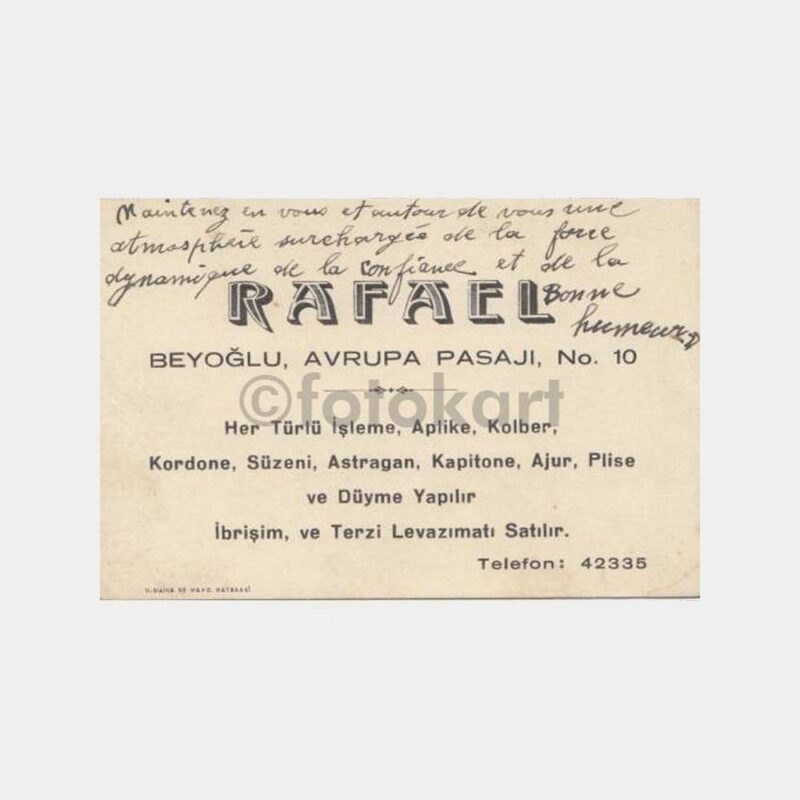 Maintenez en vous et autour de vous une
atmosphère surchargée de la force
dynamique de la confiance et de la
Bonne
humeur
RAFAEL
BEYOĞLU, AVRUPA PASAJI, No. 10
©fotokart
Her Türlü İşleme, Aplike, Kolber,
Kordone, Süzeni, Astragan, Kapitone, Ajur, Plise
ve Düyme Yapılır
İbrişim, ve Terzi Levazımatı Satılır.
Telefon: 42335
VE MATBAASI